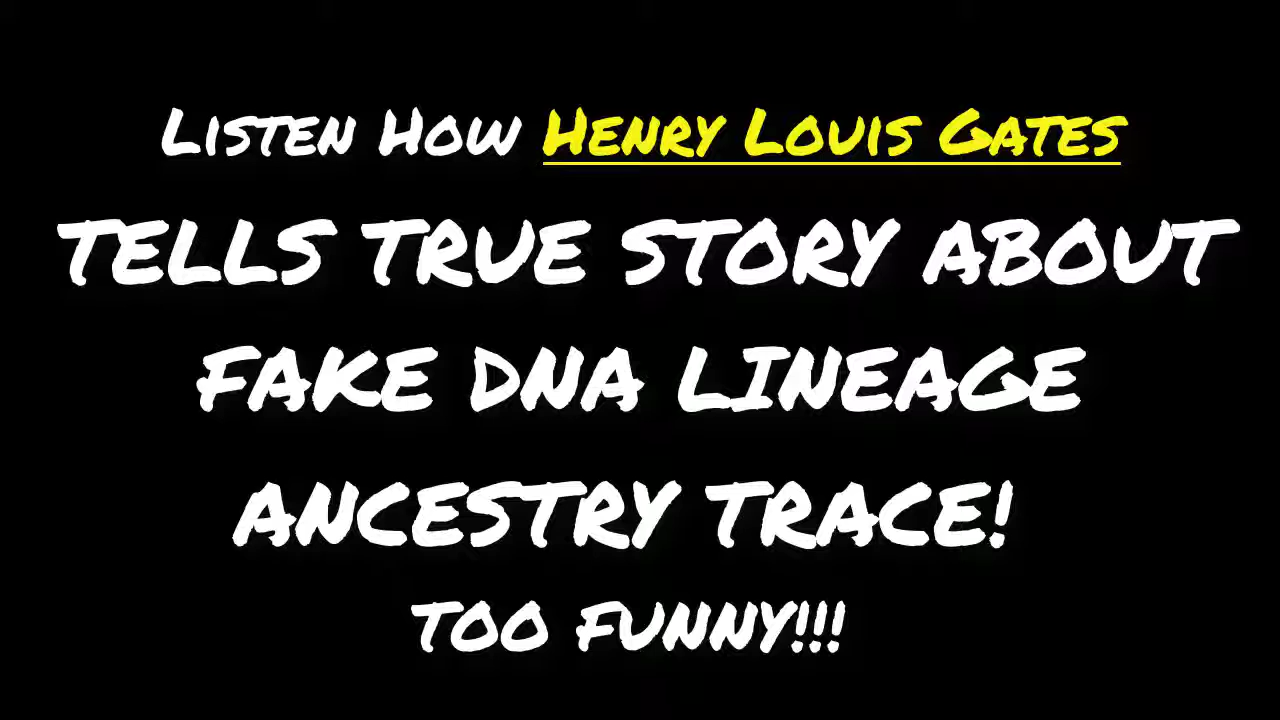 Listen How Henry Louis Gates
TELLS TRUE STORY ABOUT
FAKE DNA LINEAGE
ANCESTRY TRACE!
TOO FUNNY!!!